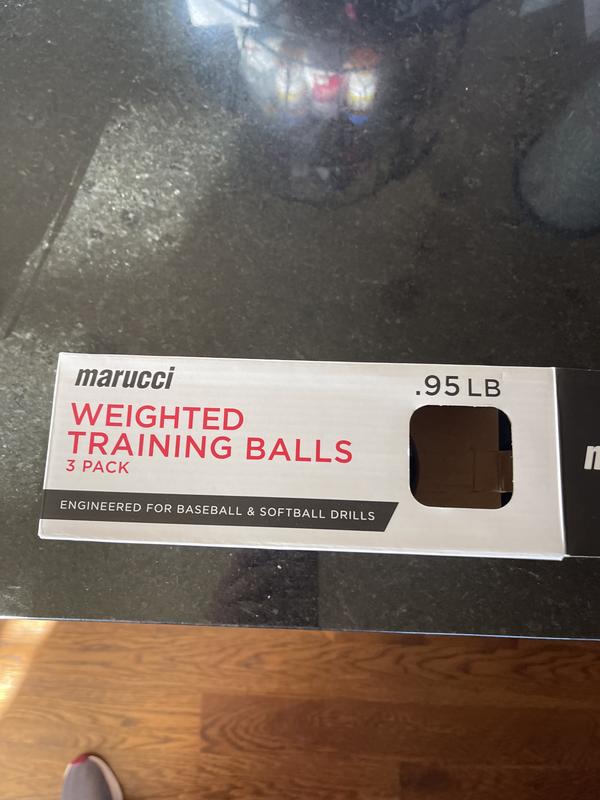 marucci
.95 LB
WEIGHTED
TRAINING BALLS
3 PACK
ENGINEERED FOR BASEBALL & SOFTBALL DRILLS